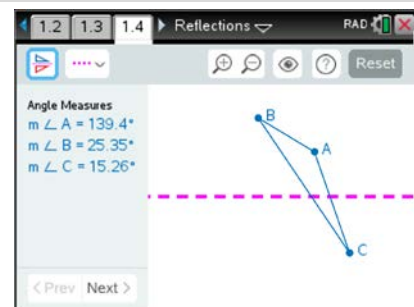 1.2 1.3 1.4 Reflections RAD
Reset
Angle Measures
m ∠ A = 139.4°
m ∠ B = 25.35°
m ∠ C = 15.26°
B
A
C
< Prev Next >